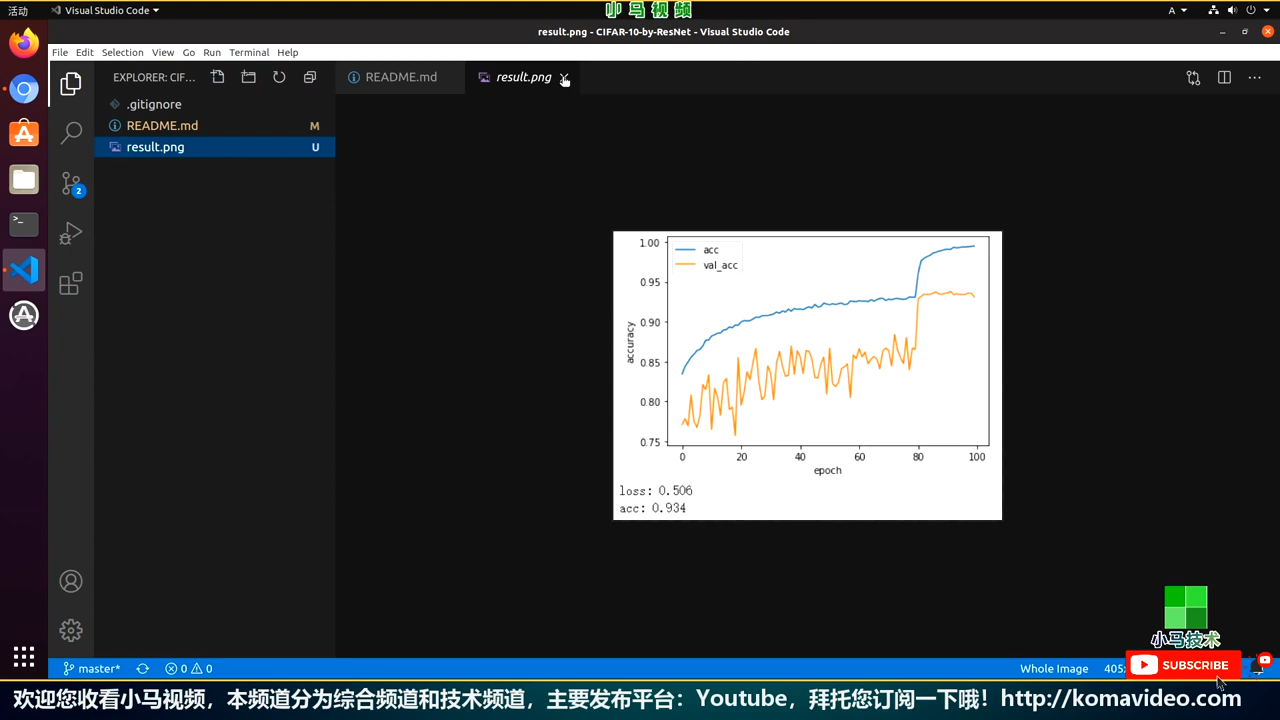 活动
Visual Studio Code
小马视频
A
result.png - CIFAR-10-by-ResNet - Visual Studio Code
File Edit Selection View Go Run Terminal Help
EXPLORER: CIF...
README.md
result.png
.gitignore
README.md M
result.png U
2
1.00
0.95
0.90
0.85
0.80
0.75
accuracy
acc
val_acc
0 20 40 60 80 100
epoch
loss: 0.506
acc: 0.934
小马技术
master*
0 0
Whole Image
405
SUBSCRIBE
欢迎您收看小马视频，本频道分为综合频道和技术频道，主要发布平台：Youtube，拜托您订阅一下哦！http://komavideo.com